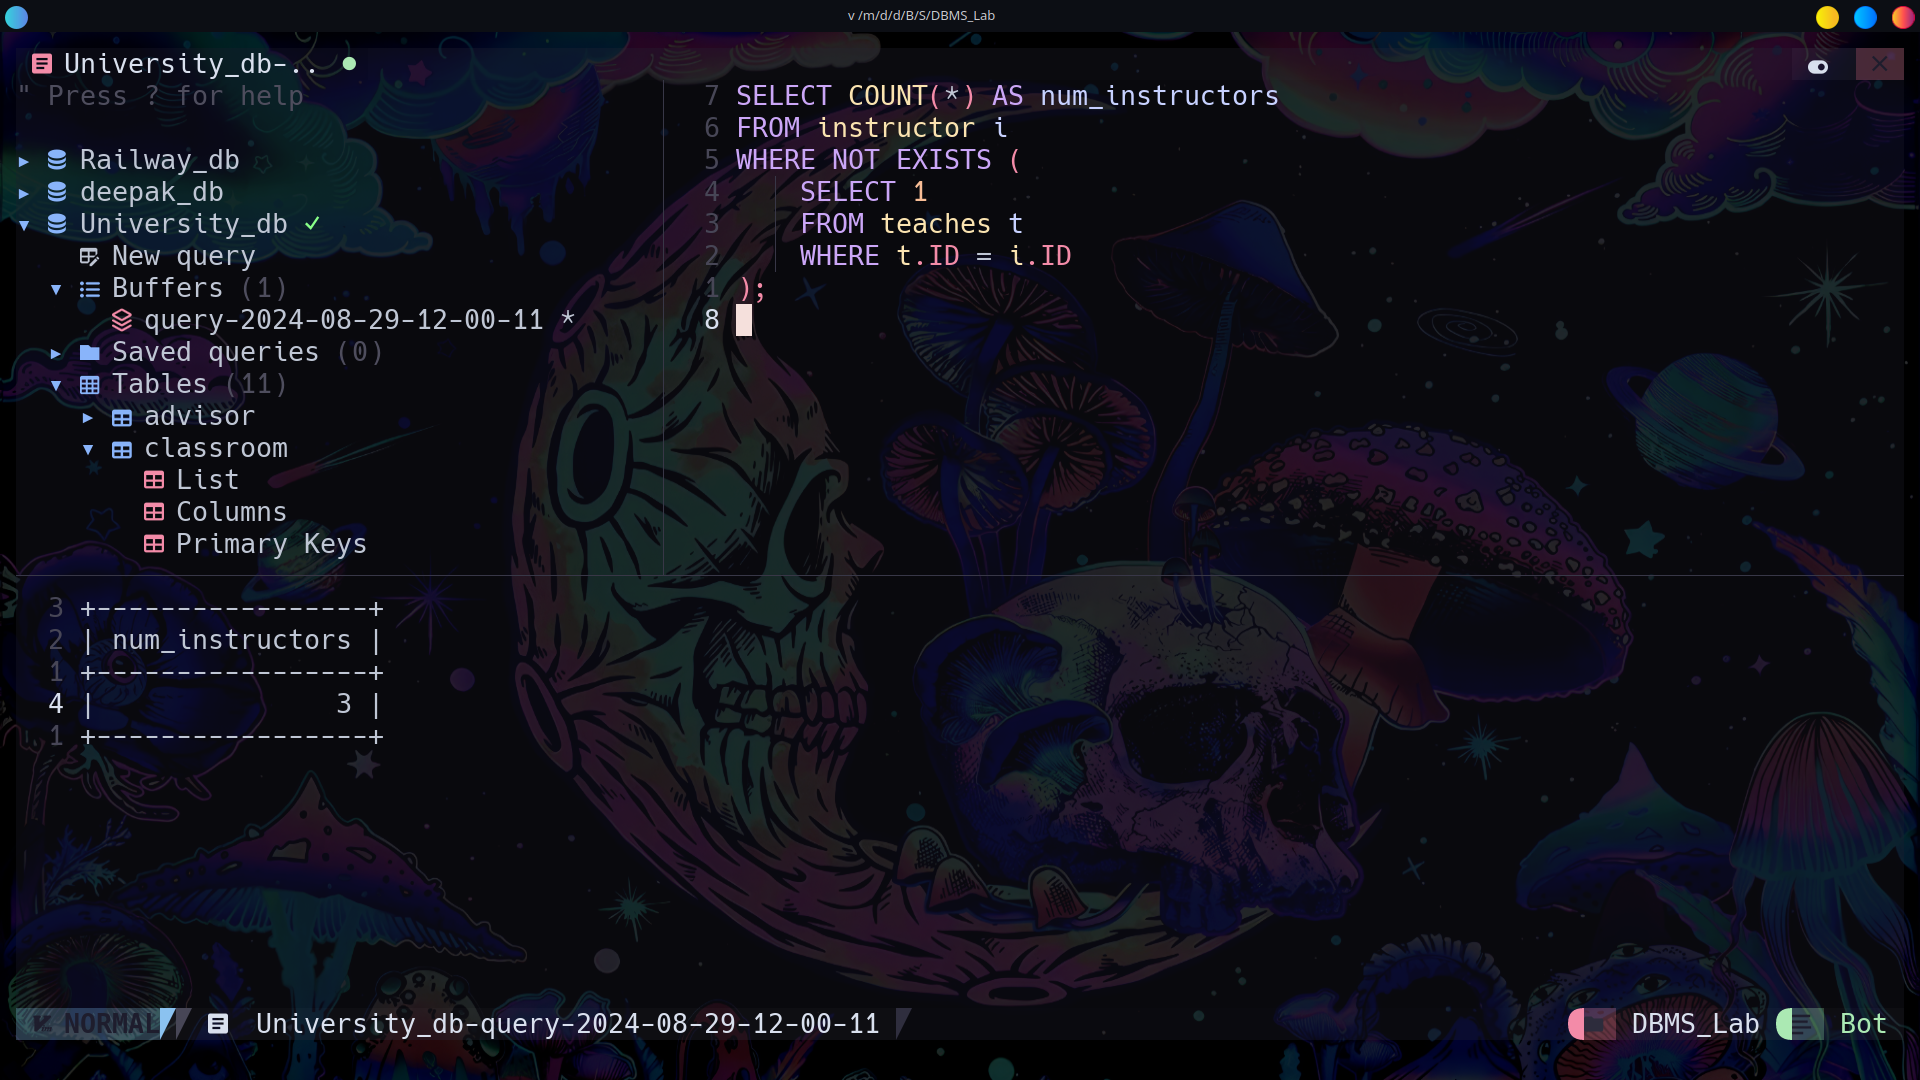 v /m/d/d/B/S/DBMS_Lab
University_db-..
" Press ? for help
Railway_db
deepak_db
University_db ✓
New query
Buffers (1)
query-2024-08-29-12-00-11 *
Saved queries (0)
Tables (11)
advisor
classroom
List
Columns
Primary Keys
7 SELECT COUNT(*) AS num_instructors
6 FROM instructor i
5 WHERE NOT EXISTS (
4     SELECT 1
3     FROM teaches t
2     WHERE t.ID = i.ID
1 );
8
3 +-----------------+
2 | num_instructors |
1 +-----------------+
4 |               3 |
1 +-----------------+
NORMAL University_db-query-2024-08-29-12-00-11 DBMS_Lab Bot